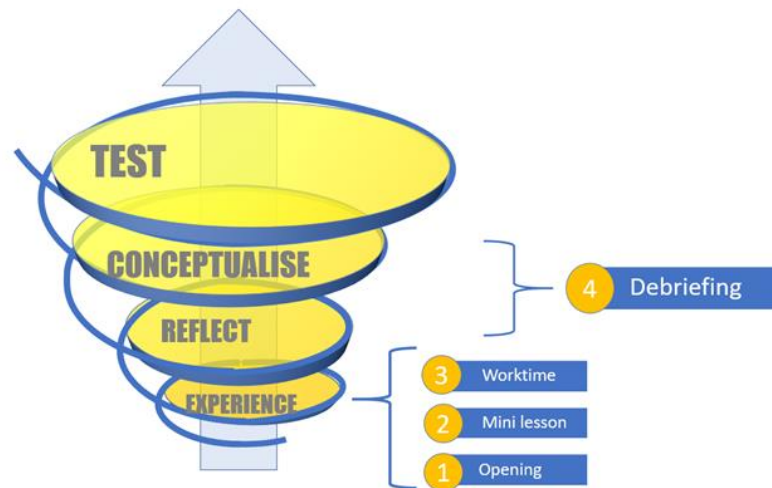 TEST
CONCEPTUALISE
4 Debriefing
REFLECT
3 Worktime
EXPERIENCE
2 Mini lesson
1 Opening